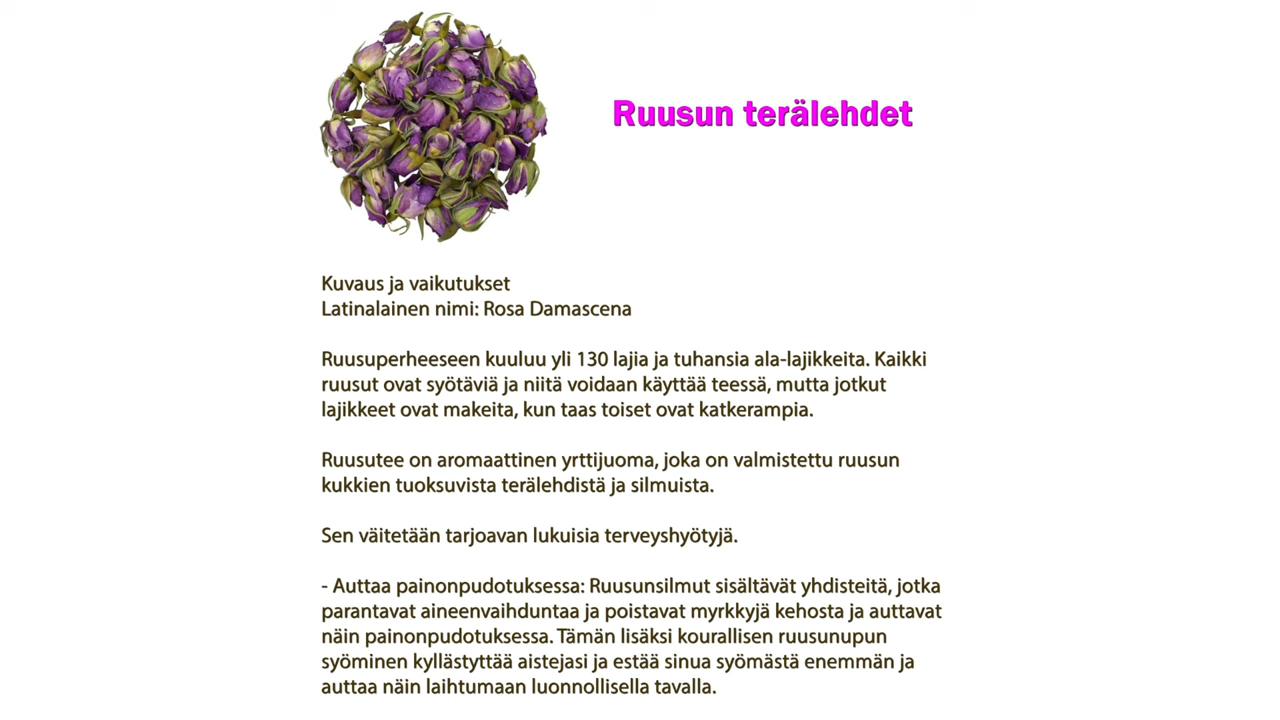 Ruusun terälehdet
Kuvaus ja vaikutukset
Latinalainen nimi: Rosa Damascena
Ruusuperheeseen kuuluu yli 130 lajia ja tuhansia ala-lajikkeita. Kaikki
ruusut ovat syötäviä ja niitä voidaan käyttää teessä, mutta jotkut
lajikkeet ovat makeita, kun taas toiset ovat katkerampia.
Ruusutee on aromaattinen yrttijuoma, joka on valmistettu ruusun
kukkien tuoksuvista terälehdistä ja silmuista.
Sen väitetään tarjoavan lukuisia terveyshyötyjä.
- Auttaa painonpudotuksessa: Ruusunsilmut sisältävät yhdisteitä, jotka
parantavat aineenvaihduntaa ja poistavat myrkkyjä kehosta ja auttavat
näin painonpudotuksessa. Tämän lisäksi kourallisen ruusunupun
syöminen kyllästyttää aistejasi ja estää sinua syömästä enemmän ja
auttaa näin laihtumaan luonnollisella tavalla.